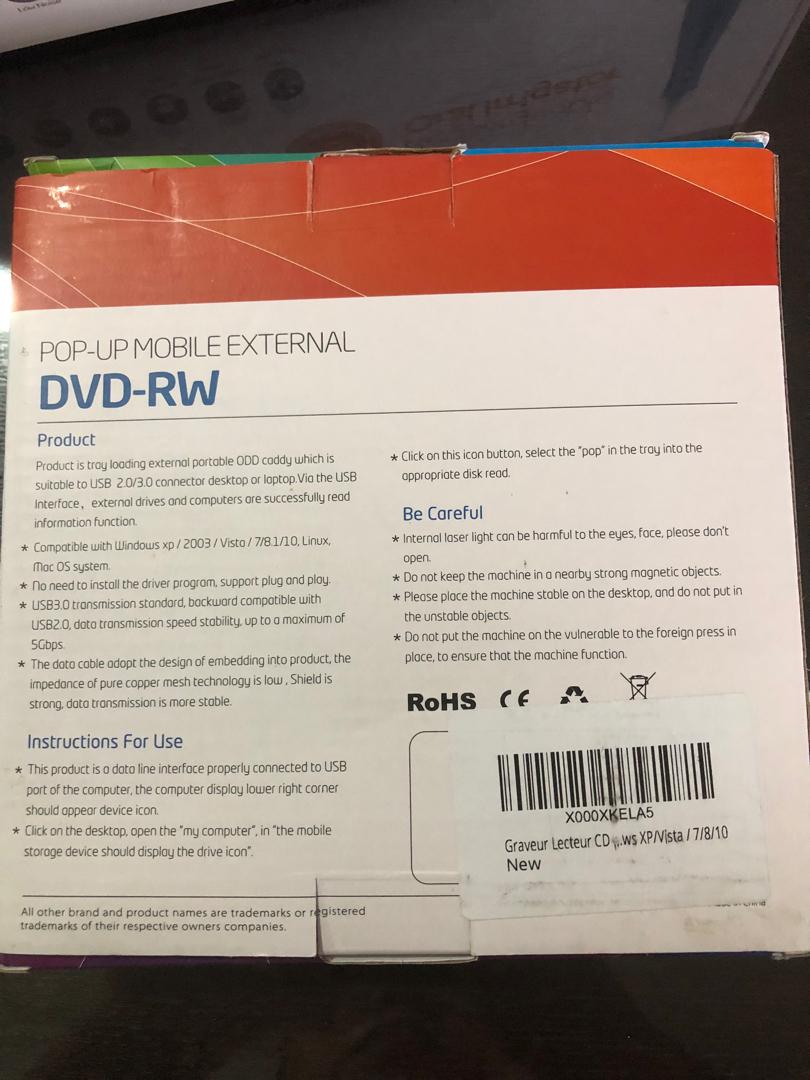 Oral Irrigator
POP-UP MOBILE EXTERNAL
DVD-RW
Product
Product is tray loading external portable ODD caddy which is
suitable to USB 2.0/3.0 connector desktop or laptop.Via the USB
Interface, external drives and computers are successfully read
information function.
* Compatible with Windows xp / 2003 / Vista / 7/8.1/10, Linux,
Mac OS system.
* No need to install the driver program, support plug and play.
* USB3.0 transmission standard, backward compatible with
USB2.0, data transmission speed stability, up to a maximum of
5Gbps.
* The data cable adopt the design of embedding into product, the
impedance of pure copper mesh technology is low , Shield is
strong, data transmission is more stable.
Instructions For Use
* This product is a data line interface properly connected to USB
port of the computer, the computer display lower right corner
should appear device icon.
* Click on the desktop, open the "my computer", in "the mobile
storage device should display the drive icon".
* Click on this icon button, select the "pop" in the tray into the
appropriate disk read.
Be Careful
* Internal laser light can be harmful to the eyes, face, please don't
open.
* Do not keep the machine in a nearby strong magnetic objects.
* Please place the machine stable on the desktop, and do not put in
the unstable objects.
* Do not put the machine on the vulnerable to the foreign press in
place, to ensure that the machine function.
RoHS CE
X000XKELA5
Graveur Lecteur CD ,...ws XP/Vista / 7/8/10
New
All other brand and product names are trademarks or registered
trademarks of their respective owners companies.